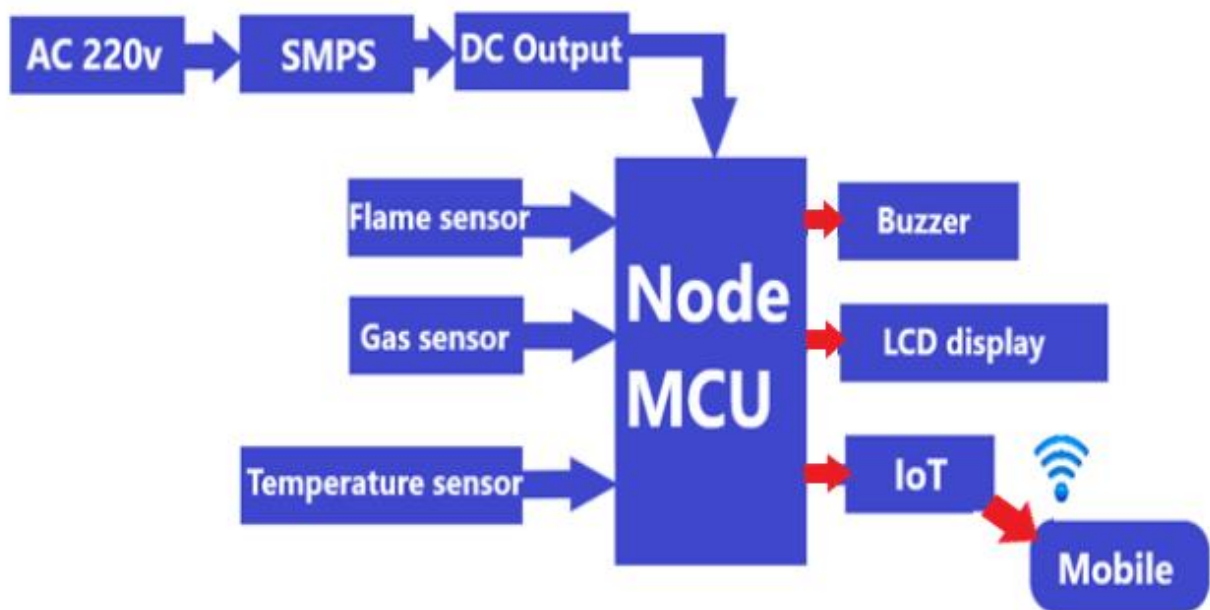 AC 220v
SMPS
DC Output
Flame sensor
Gas sensor
Temperature sensor
Node
MCU
Buzzer
LCD display
IoT
Mobile